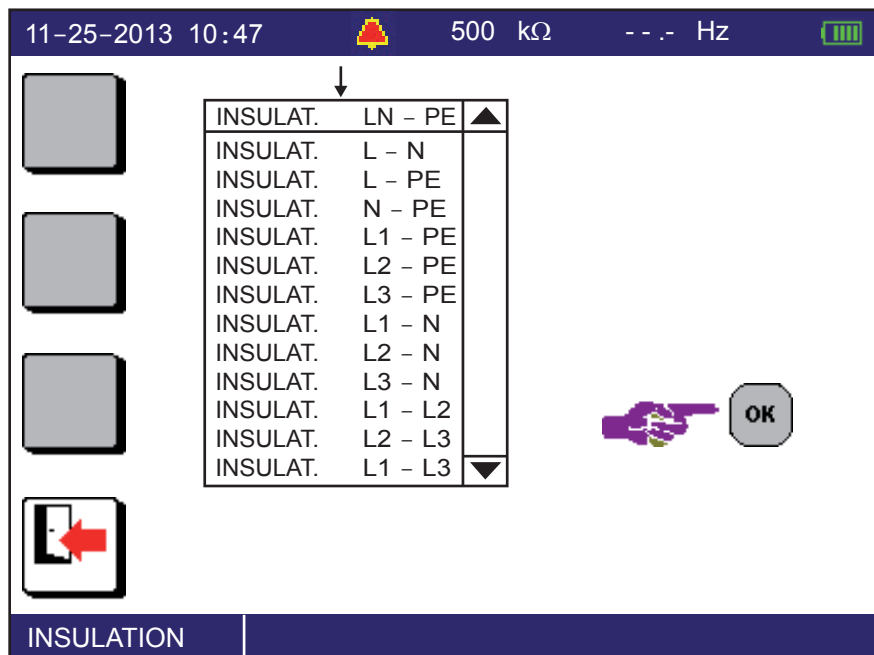 11-25-2013 10:47 500 kΩ - - .- Hz
INSULAT. LN - PE
INSULAT. L - N
INSULAT. L - PE
INSULAT. N - PE
INSULAT. L1 - PE
INSULAT. L2 - PE
INSULAT. L3 - PE
INSULAT. L1 - N
INSULAT. L2 - N
INSULAT. L3 - N
INSULAT. L1 - L2
INSULAT. L2 - L3
INSULAT. L1 - L3
OK
INSULATION